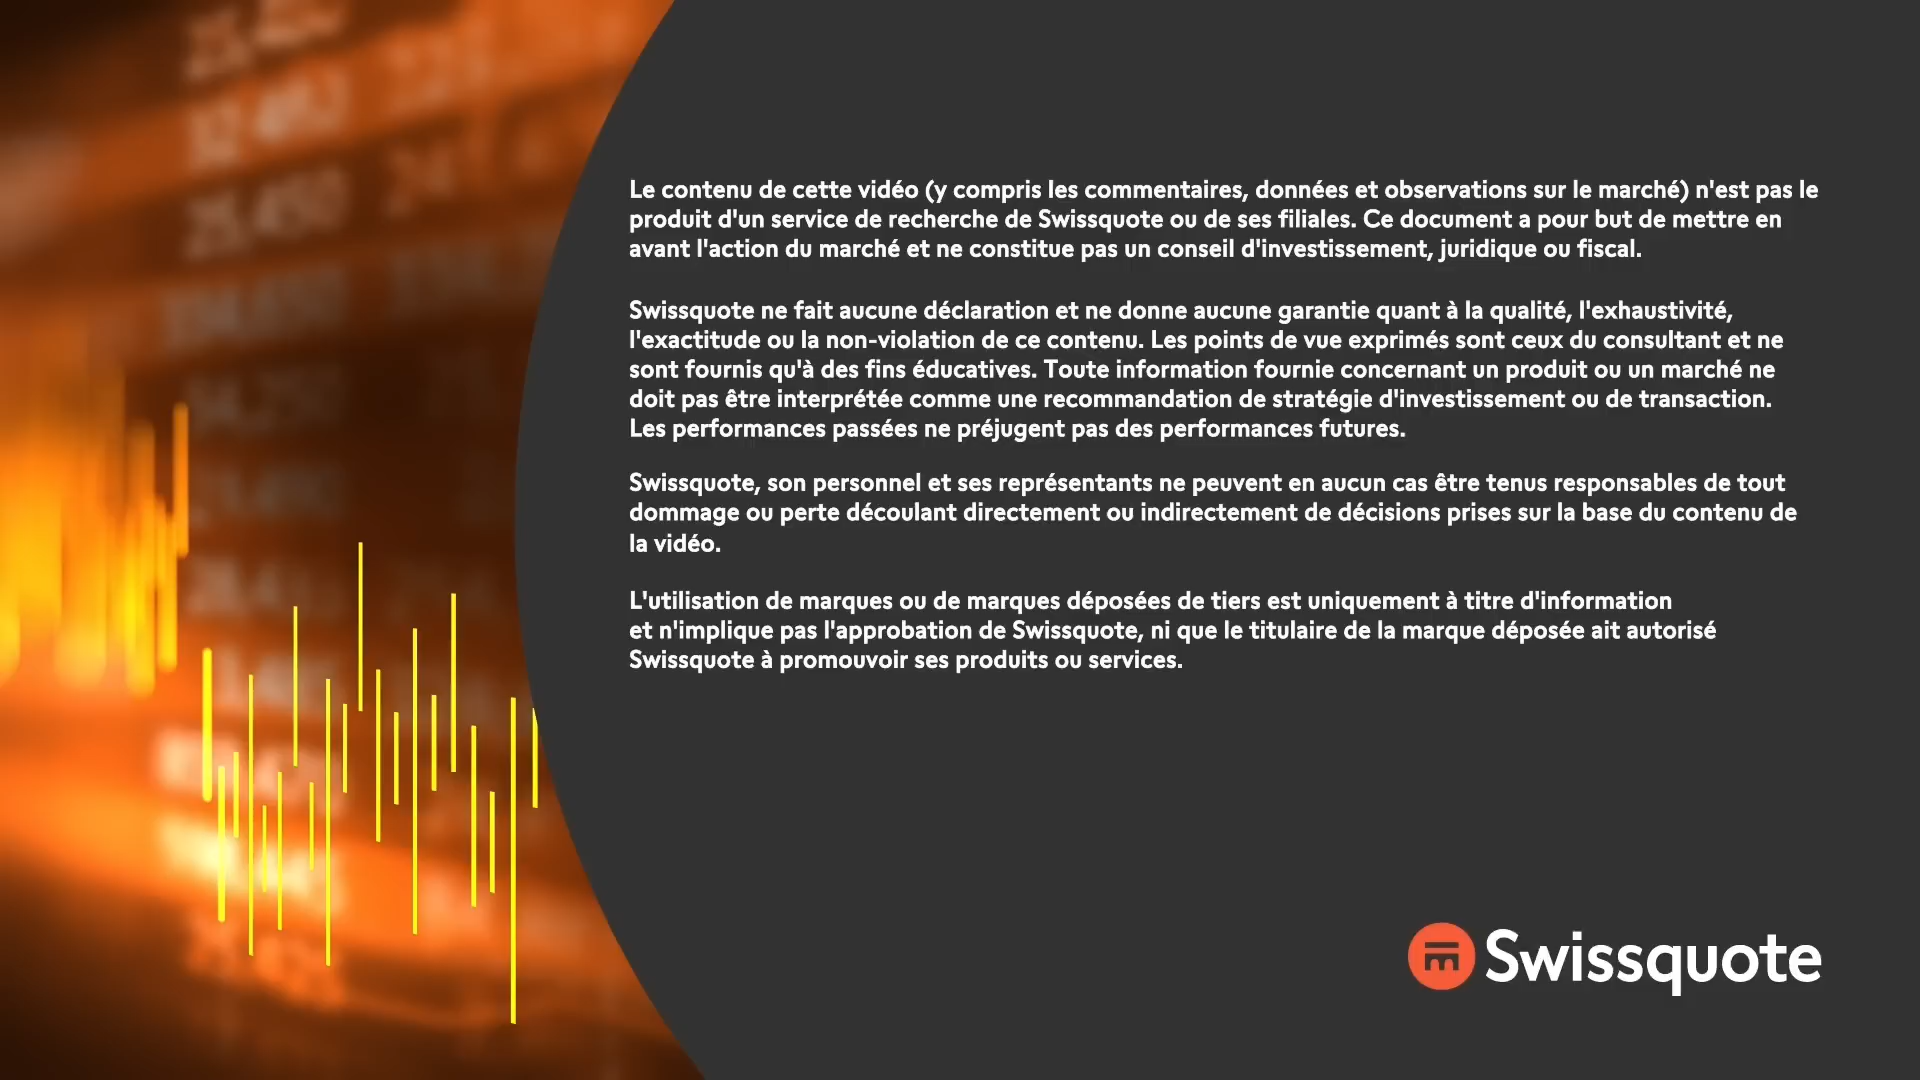 Le contenu de cette vidéo (y compris les commentaires, données et observations sur le marché) n'est pas le
produit d'un service de recherche de Swissquote ou de ses filiales. Ce document a pour but de mettre en
avant l'action du marché et ne constitue pas un conseil d'investissement, juridique ou fiscal.
Swissquote ne fait aucune déclaration et ne donne aucune garantie quant à la qualité, l'exhaustivité,
l'exactitude ou la non-violation de ce contenu. Les points de vue exprimés sont ceux du consultant et ne
sont fournis qu'à des fins éducatives. Toute information fournie concernant un produit ou un marché ne
doit pas être interprétée comme une recommandation de stratégie d'investissement ou de transaction.
Les performances passées ne préjugent pas des performances futures.
Swissquote, son personnel et ses représentants ne peuvent en aucun cas être tenus responsables de tout
dommage ou perte découlant directement ou indirectement de décisions prises sur la base du contenu de
la vidéo.
L'utilisation de marques ou de marques déposées de tiers est uniquement à titre d'information
et n'implique pas l'approbation de Swissquote, ni que le titulaire de la marque déposée ait autorisé
Swissquote à promouvoir ses produits ou services.
Swissquote